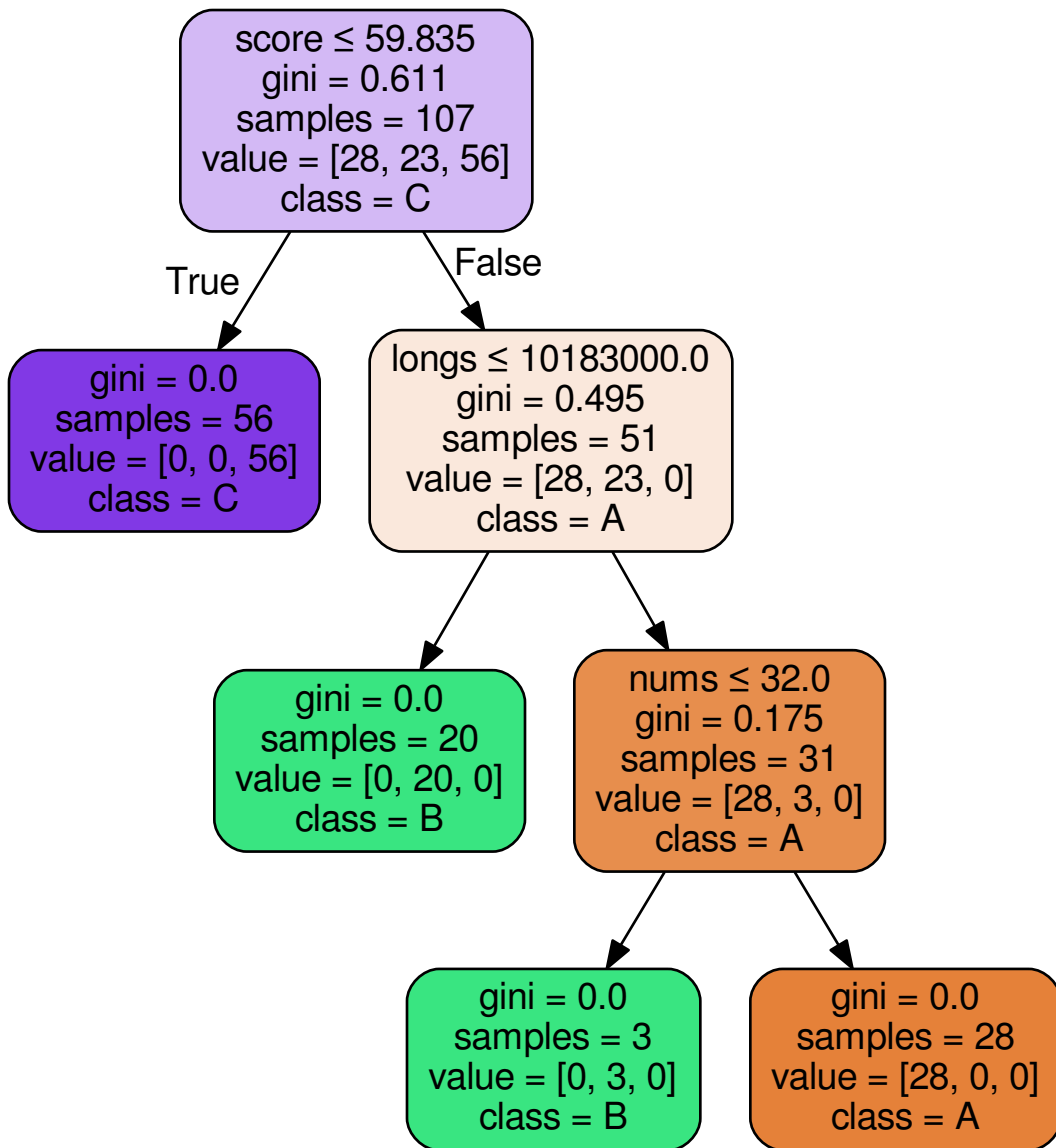 score ≤ 59.835
gini = 0.611
samples = 107
value = [28, 23, 56]
class = C
True
False
gini = 0.0
samples = 56
value = [0, 0, 56]
class = C
longs ≤ 10183000.0
gini = 0.495
samples = 51
value = [28, 23, 0]
class = A
gini = 0.0
samples = 20
value = [0, 20, 0]
class = B
nums ≤ 32.0
gini = 0.175
samples = 31
value = [28, 3, 0]
class = A
gini = 0.0
samples = 3
value = [0, 3, 0]
class = B
gini = 0.0
samples = 28
value = [28, 0, 0]
class = A